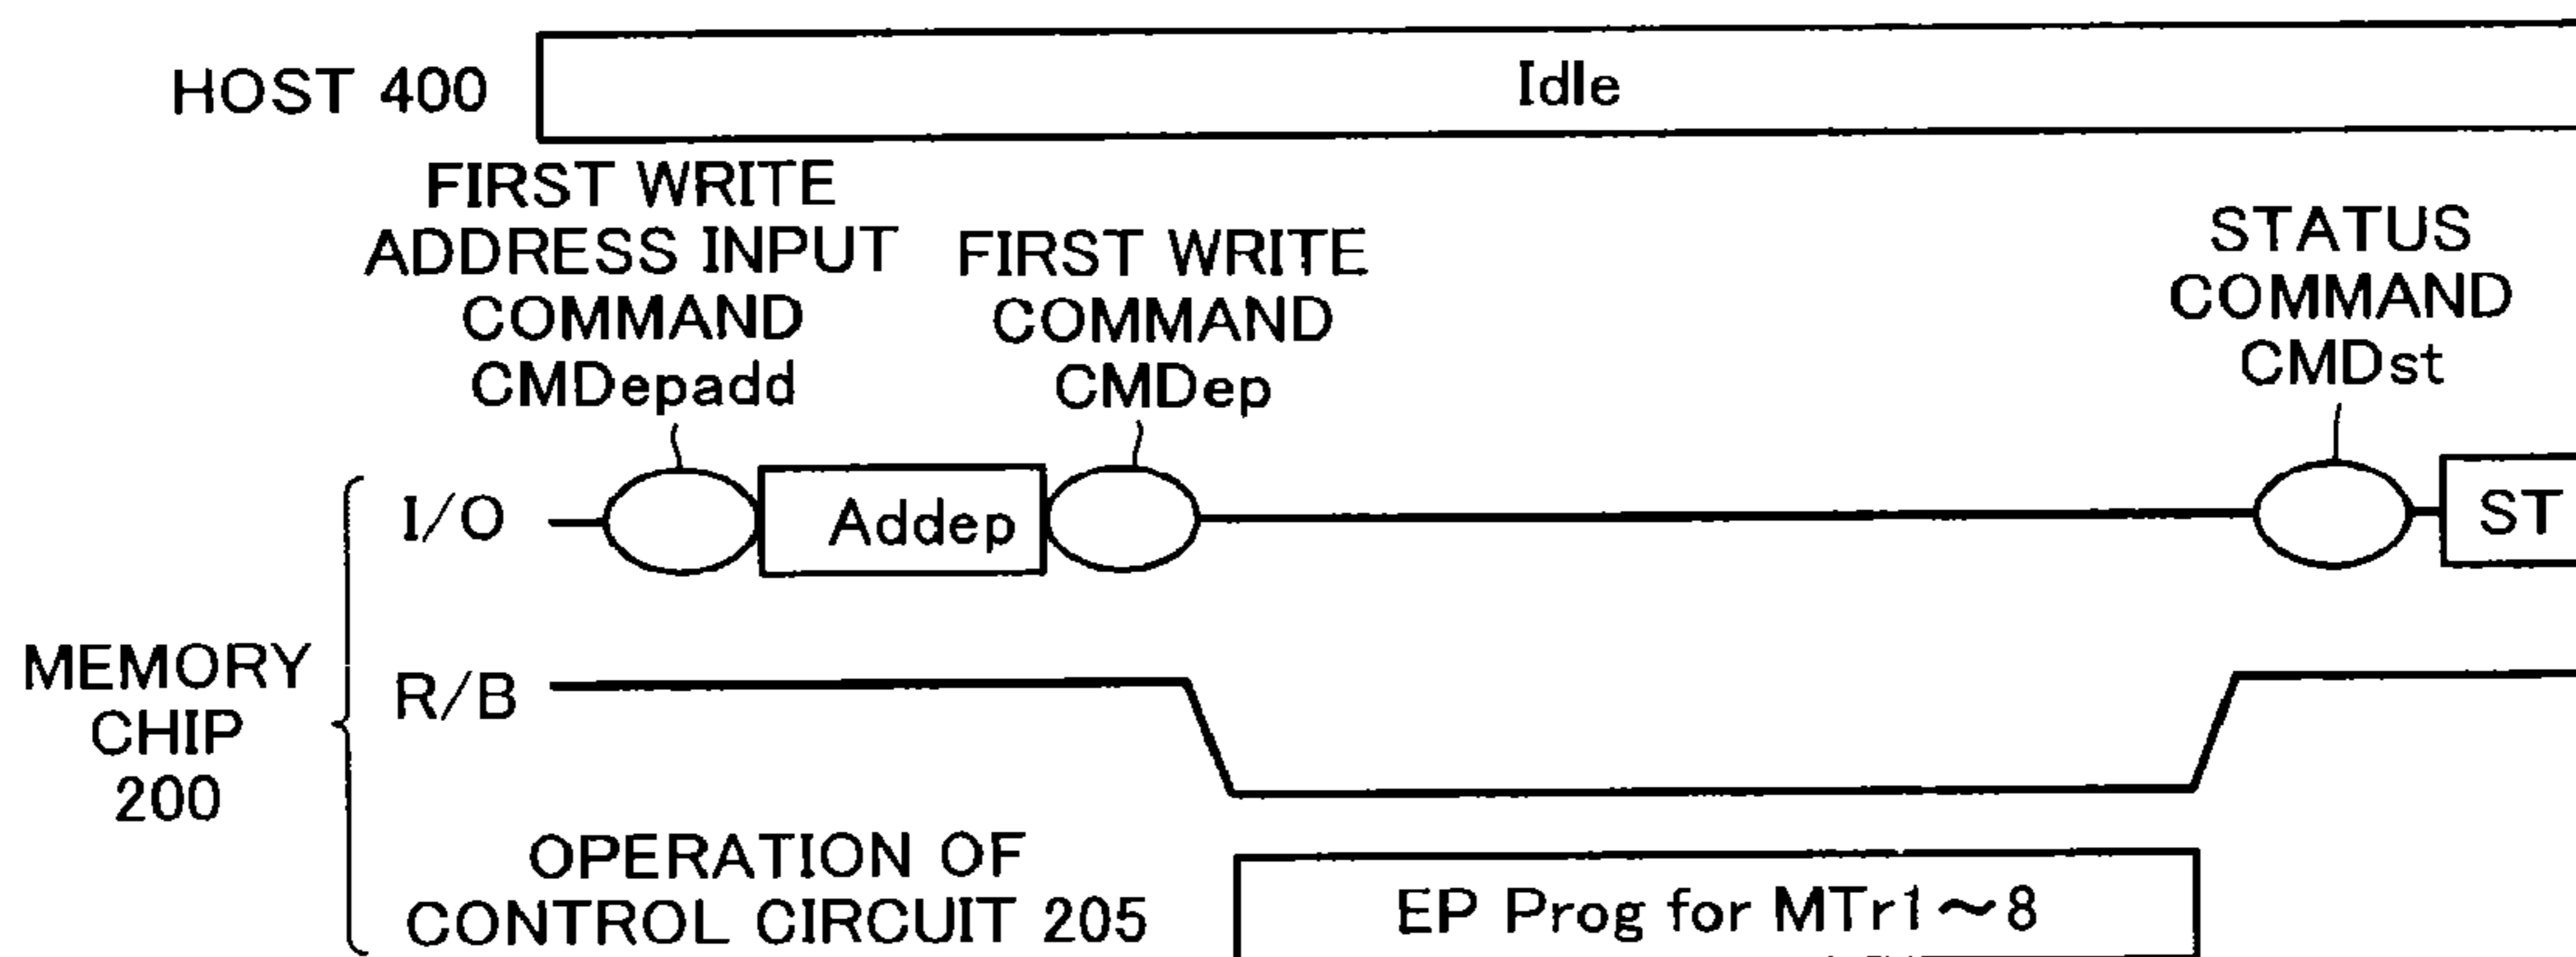 HOST 400
Idle
FIRST WRITE
ADDRESS INPUT
COMMAND
CMDepadd
FIRST WRITE
COMMAND
CMDep
STATUS
COMMAND
CMDst
I/O
Addep
ST
MEMORY
CHIP
200
R/B
OPERATION OF
CONTROL CIRCUIT 205
EP Prog for MTr1～8